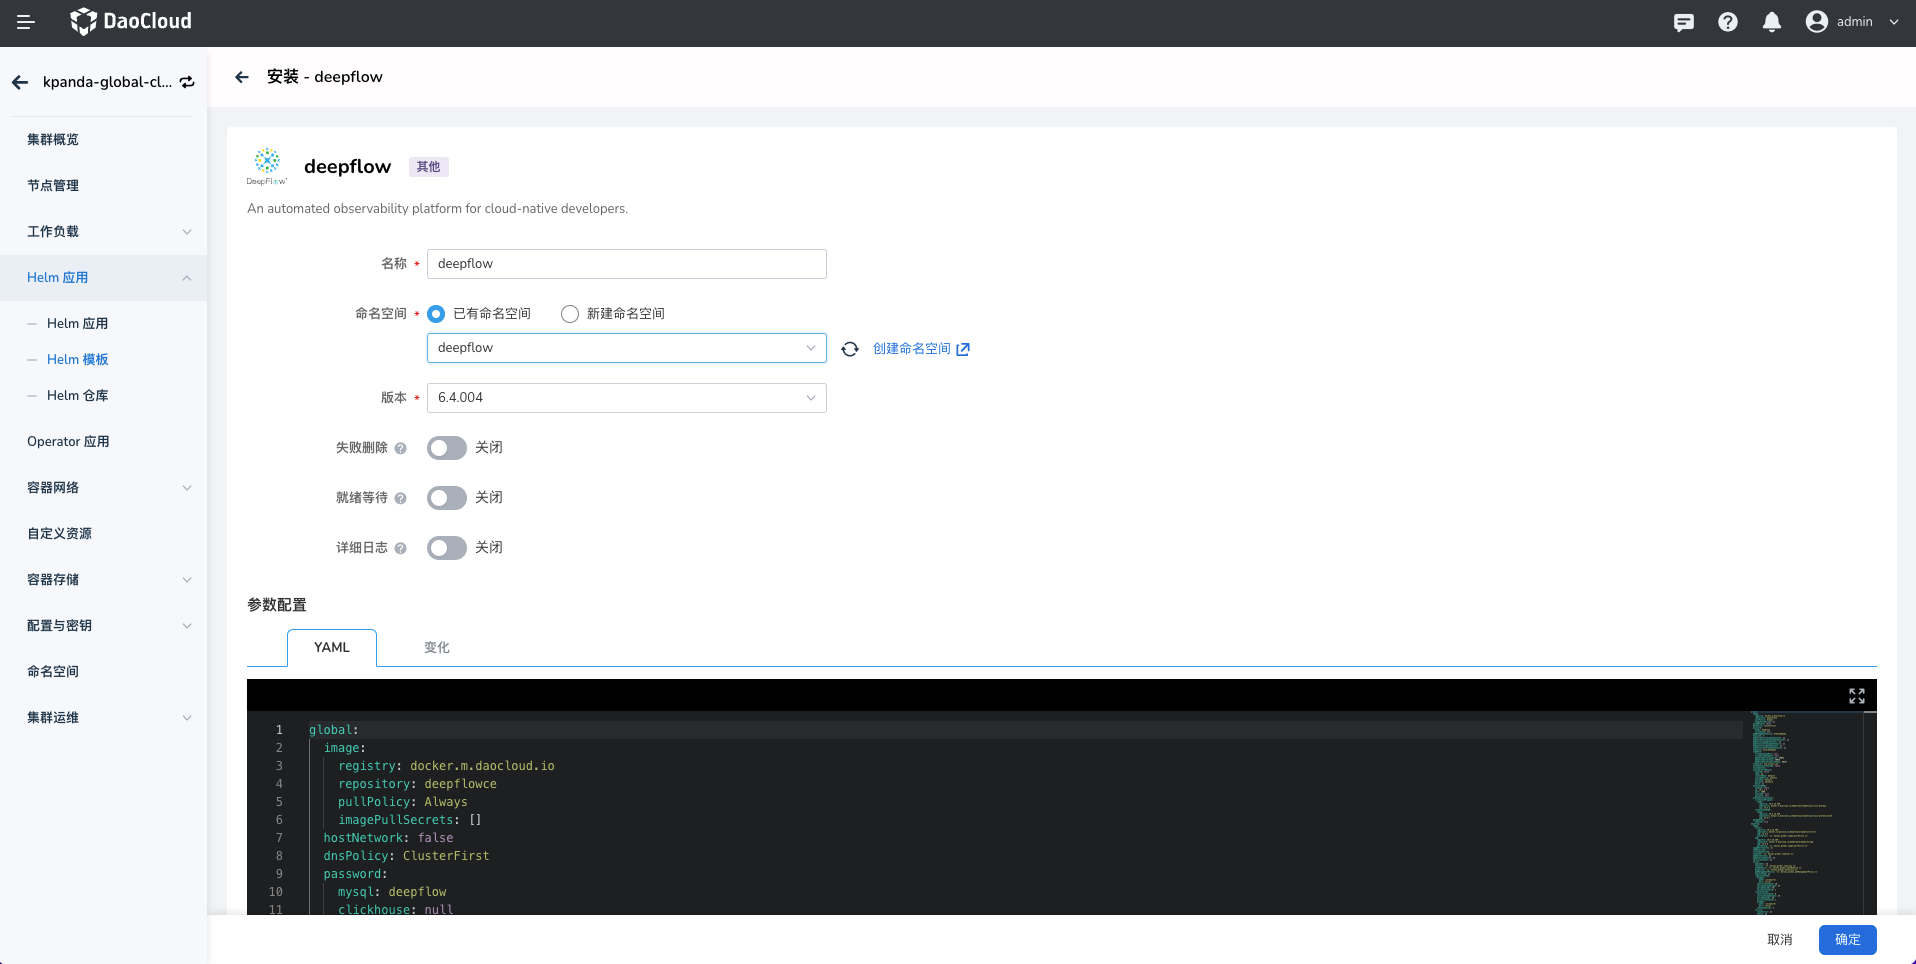 DaoCloud
admin
kpanda-global-cl...
安装 - deepflow
集群概览
节点管理
工作负载
Helm 应用
Helm 应用
Helm 模板
Helm 仓库
Operator 应用
容器网络
自定义资源
容器存储
配置与密钥
命名空间
集群运维
DeepFlow
deepflow 其他
An automated observability platform for cloud-native developers.
名称 * deepflow
命名空间 * 已有命名空间 新建命名空间
deepflow 创建命名空间
版本 * 6.4.004
失败删除 ? 关闭
就绪等待 ? 关闭
详细日志 ? 关闭
参数配置
YAML 变化
1 global:
2 image:
3 registry: docker.m.daocloud.io
4 repository: deepflowce
5 pullPolicy: Always
6 imagePullSecrets: []
7 hostNetwork: false
8 dnsPolicy: ClusterFirst
9 password:
10 mysql: deepflow
11 clickhouse: null
取消 确定